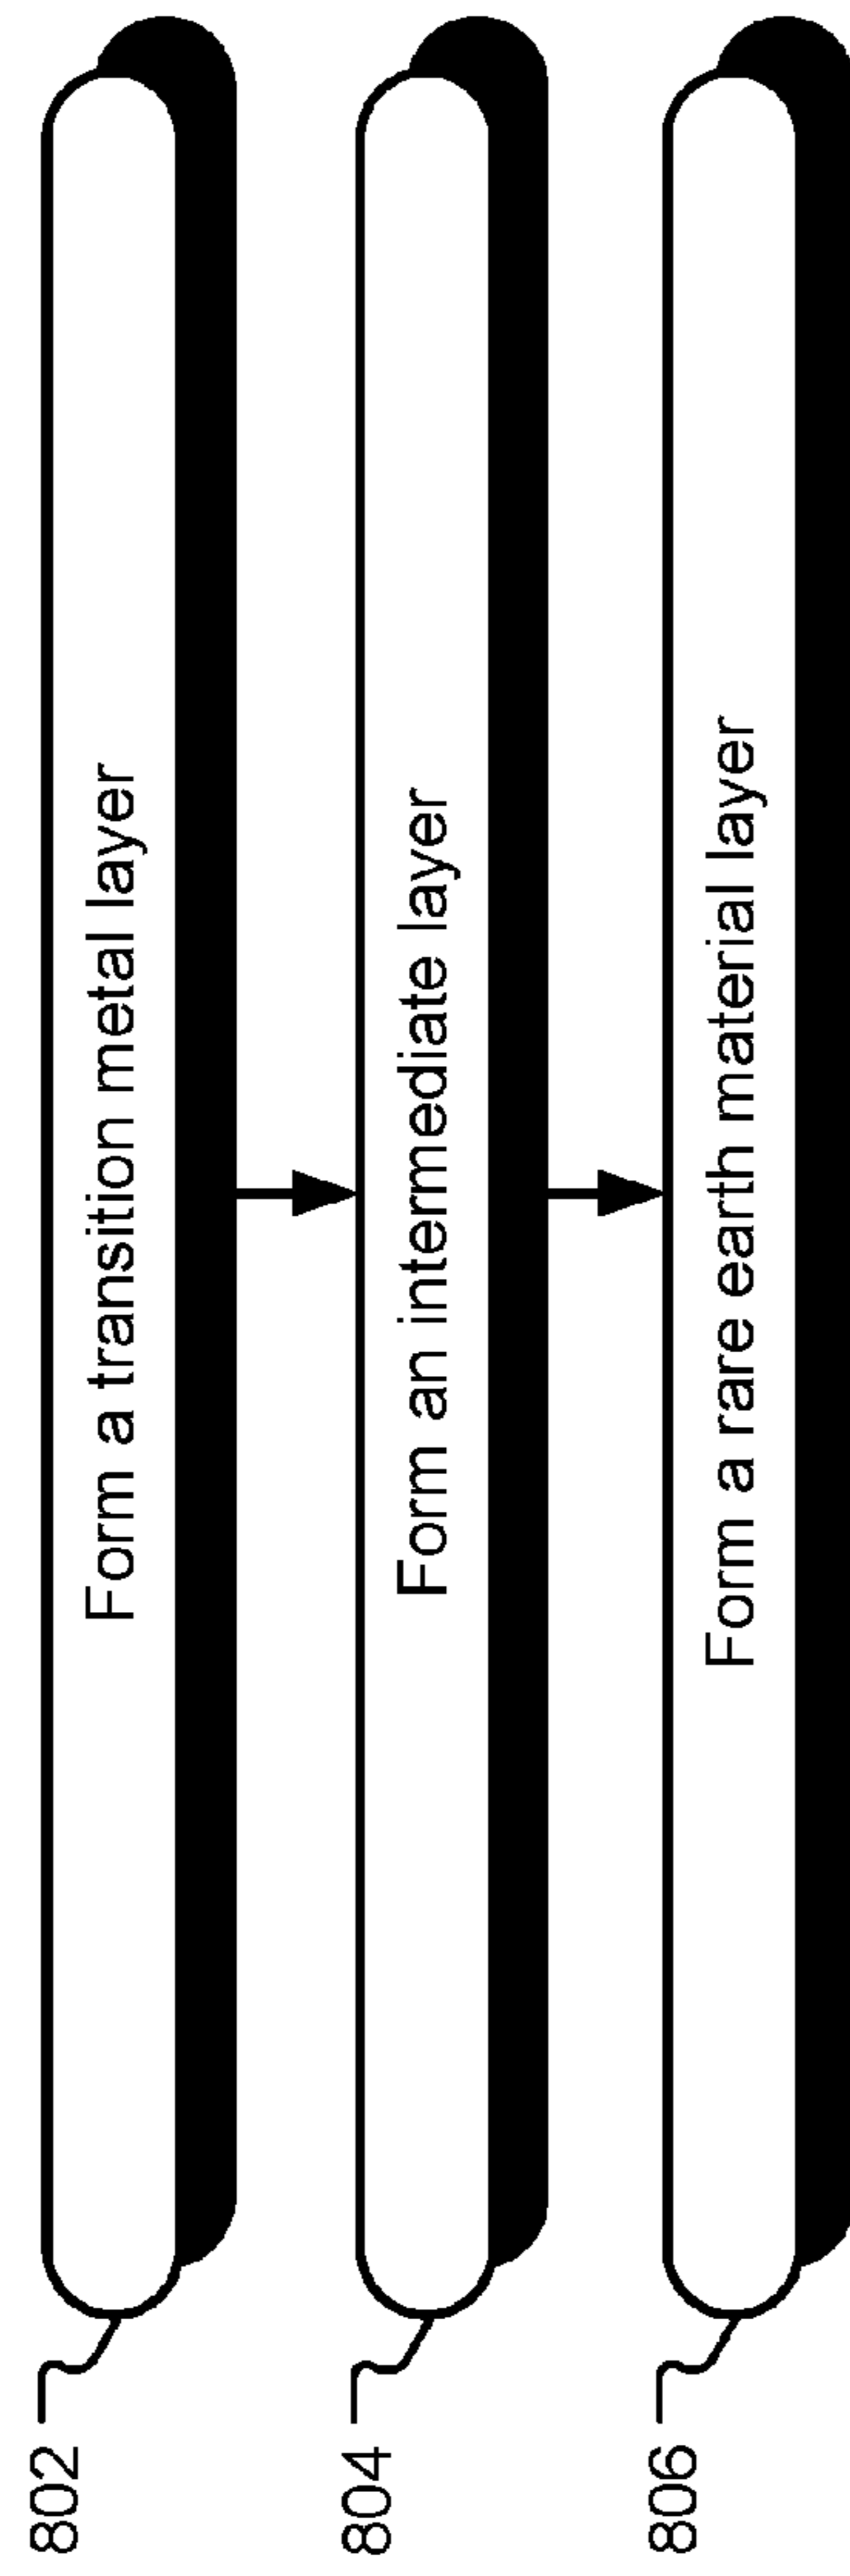 802
Form a transition metal layer
804
Form an intermediate layer
806
Form a rare earth material layer